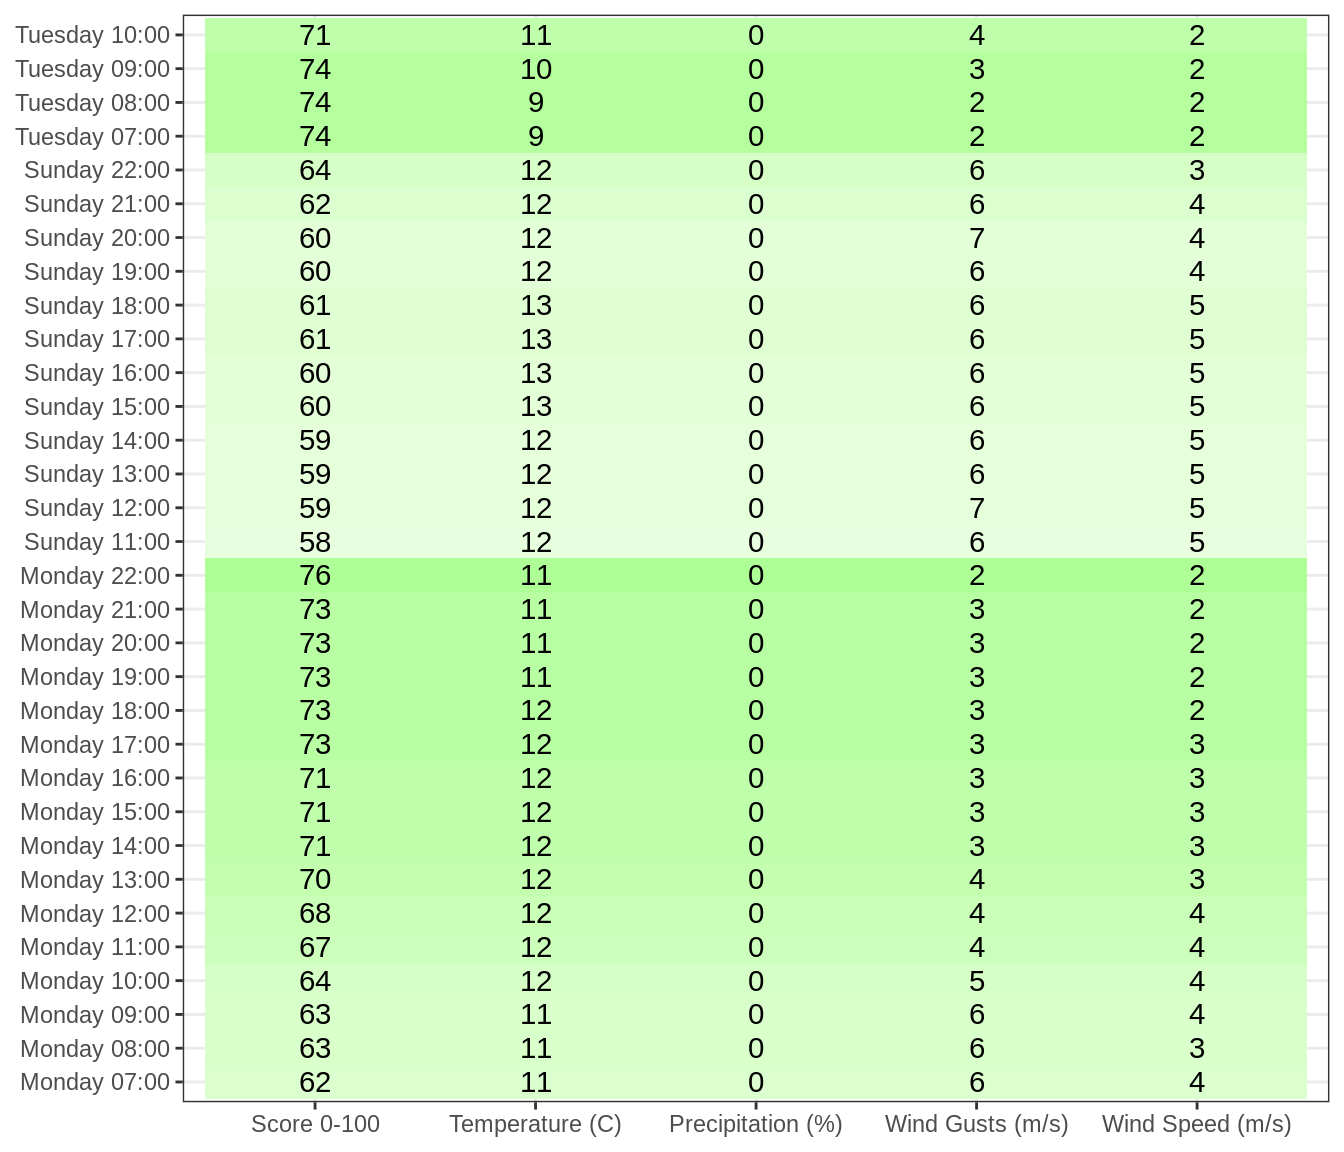 Tuesday 10:00 71 11 0 4 2
Tuesday 09:00 74 10 0 3 2
Tuesday 08:00 74 9 0 2 2
Tuesday 07:00 74 9 0 2 2
Sunday 22:00 64 12 0 6 3
Sunday 21:00 62 12 0 6 4
Sunday 20:00 60 12 0 7 4
Sunday 19:00 60 12 0 6 4
Sunday 18:00 61 13 0 6 5
Sunday 17:00 61 13 0 6 5
Sunday 16:00 60 13 0 6 5
Sunday 15:00 60 13 0 6 5
Sunday 14:00 59 12 0 6 5
Sunday 13:00 59 12 0 6 5
Sunday 12:00 59 12 0 7 5
Sunday 11:00 58 12 0 6 5
Monday 22:00 76 11 0 2 2
Monday 21:00 73 11 0 3 2
Monday 20:00 73 11 0 3 2
Monday 19:00 73 11 0 3 2
Monday 18:00 73 12 0 3 2
Monday 17:00 73 12 0 3 3
Monday 16:00 71 12 0 3 3
Monday 15:00 71 12 0 3 3
Monday 14:00 71 12 0 3 3
Monday 13:00 70 12 0 4 3
Monday 12:00 68 12 0 4 4
Monday 11:00 67 12 0 4 4
Monday 10:00 64 12 0 5 4
Monday 09:00 63 11 0 6 4
Monday 08:00 63 11 0 6 3
Monday 07:00 62 11 0 6 4
Score 0-100 Temperature (C) Precipitation (%) Wind Gusts (m/s) Wind Speed (m/s)